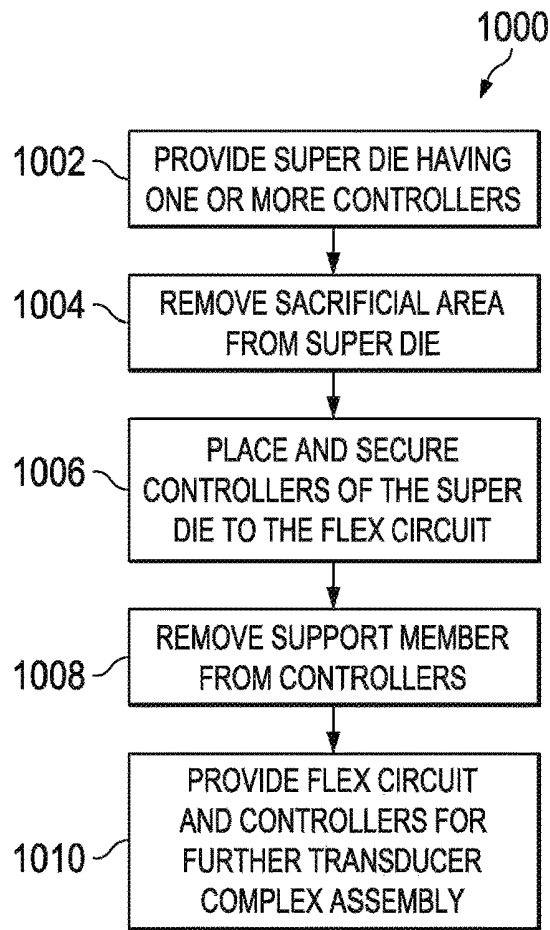 1000
1002
PROVIDE SUPER DIE HAVING
ONE OR MORE CONTROLLERS
1004
REMOVE SACRIFICIAL AREA
FROM SUPER DIE
1006
PLACE AND SECURE
CONTROLLERS OF THE SUPER
DIE TO THE FLEX CIRCUIT
1008
REMOVE SUPPORT MEMBER
FROM CONTROLLERS
1010
PROVIDE FLEX CIRCUIT
AND CONTROLLERS FOR
FURTHER TRANSDUCER
COMPLEX ASSEMBLY